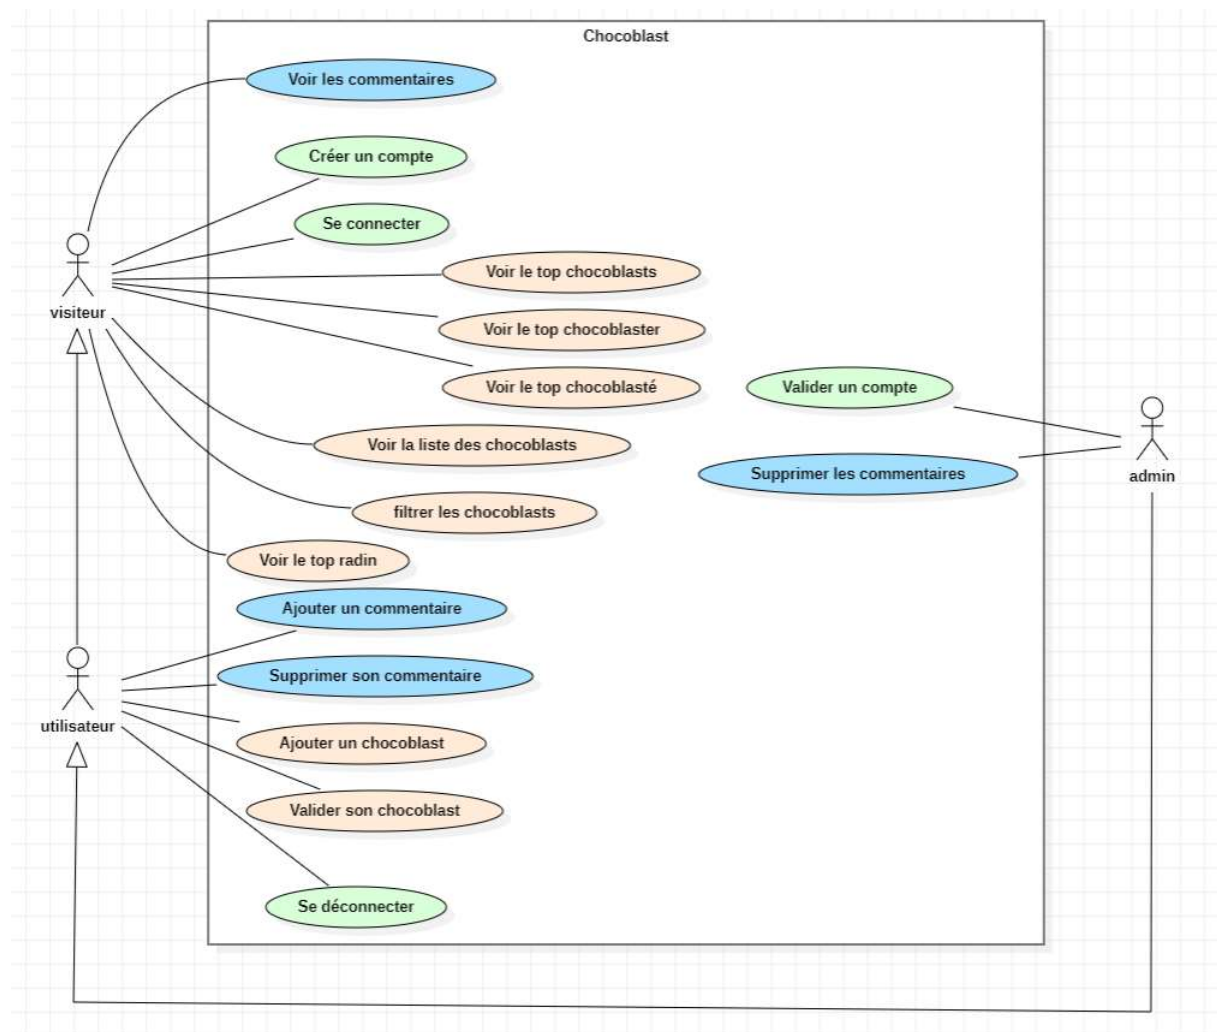 Chocoblast
Voir les commentaires
Créer un compte
Se connecter
Voir le top chocoblasts
visiteur
Voir le top chocoblaster
Voir le top chocoblasté
Valider un compte
Voir la liste des chocoblasts
Supprimer les commentaires
admin
filtrer les chocoblasts
Voir le top radin
Ajouter un commentaire
Supprimer son commentaire
utilisateur
Ajouter un chocoblast
Valider son chocoblast
Se déconnecter